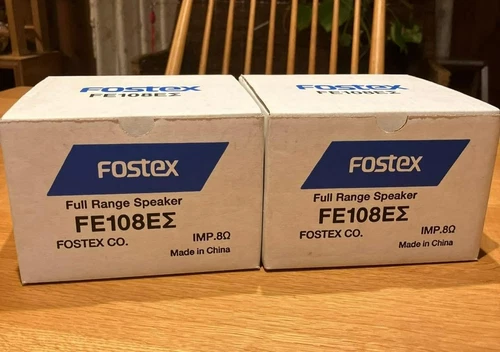 FOSTEX
FE108EΣ
FOSTEX
FE108EΣ
FOSTEX
Full Range Speaker
FE108EΣ
FOSTEX CO.
IMP.8Ω
Made in China
FOSTEX
Full Range Speaker
FE108EΣ
FOSTEX CO.
IMP.8Ω
Made in China